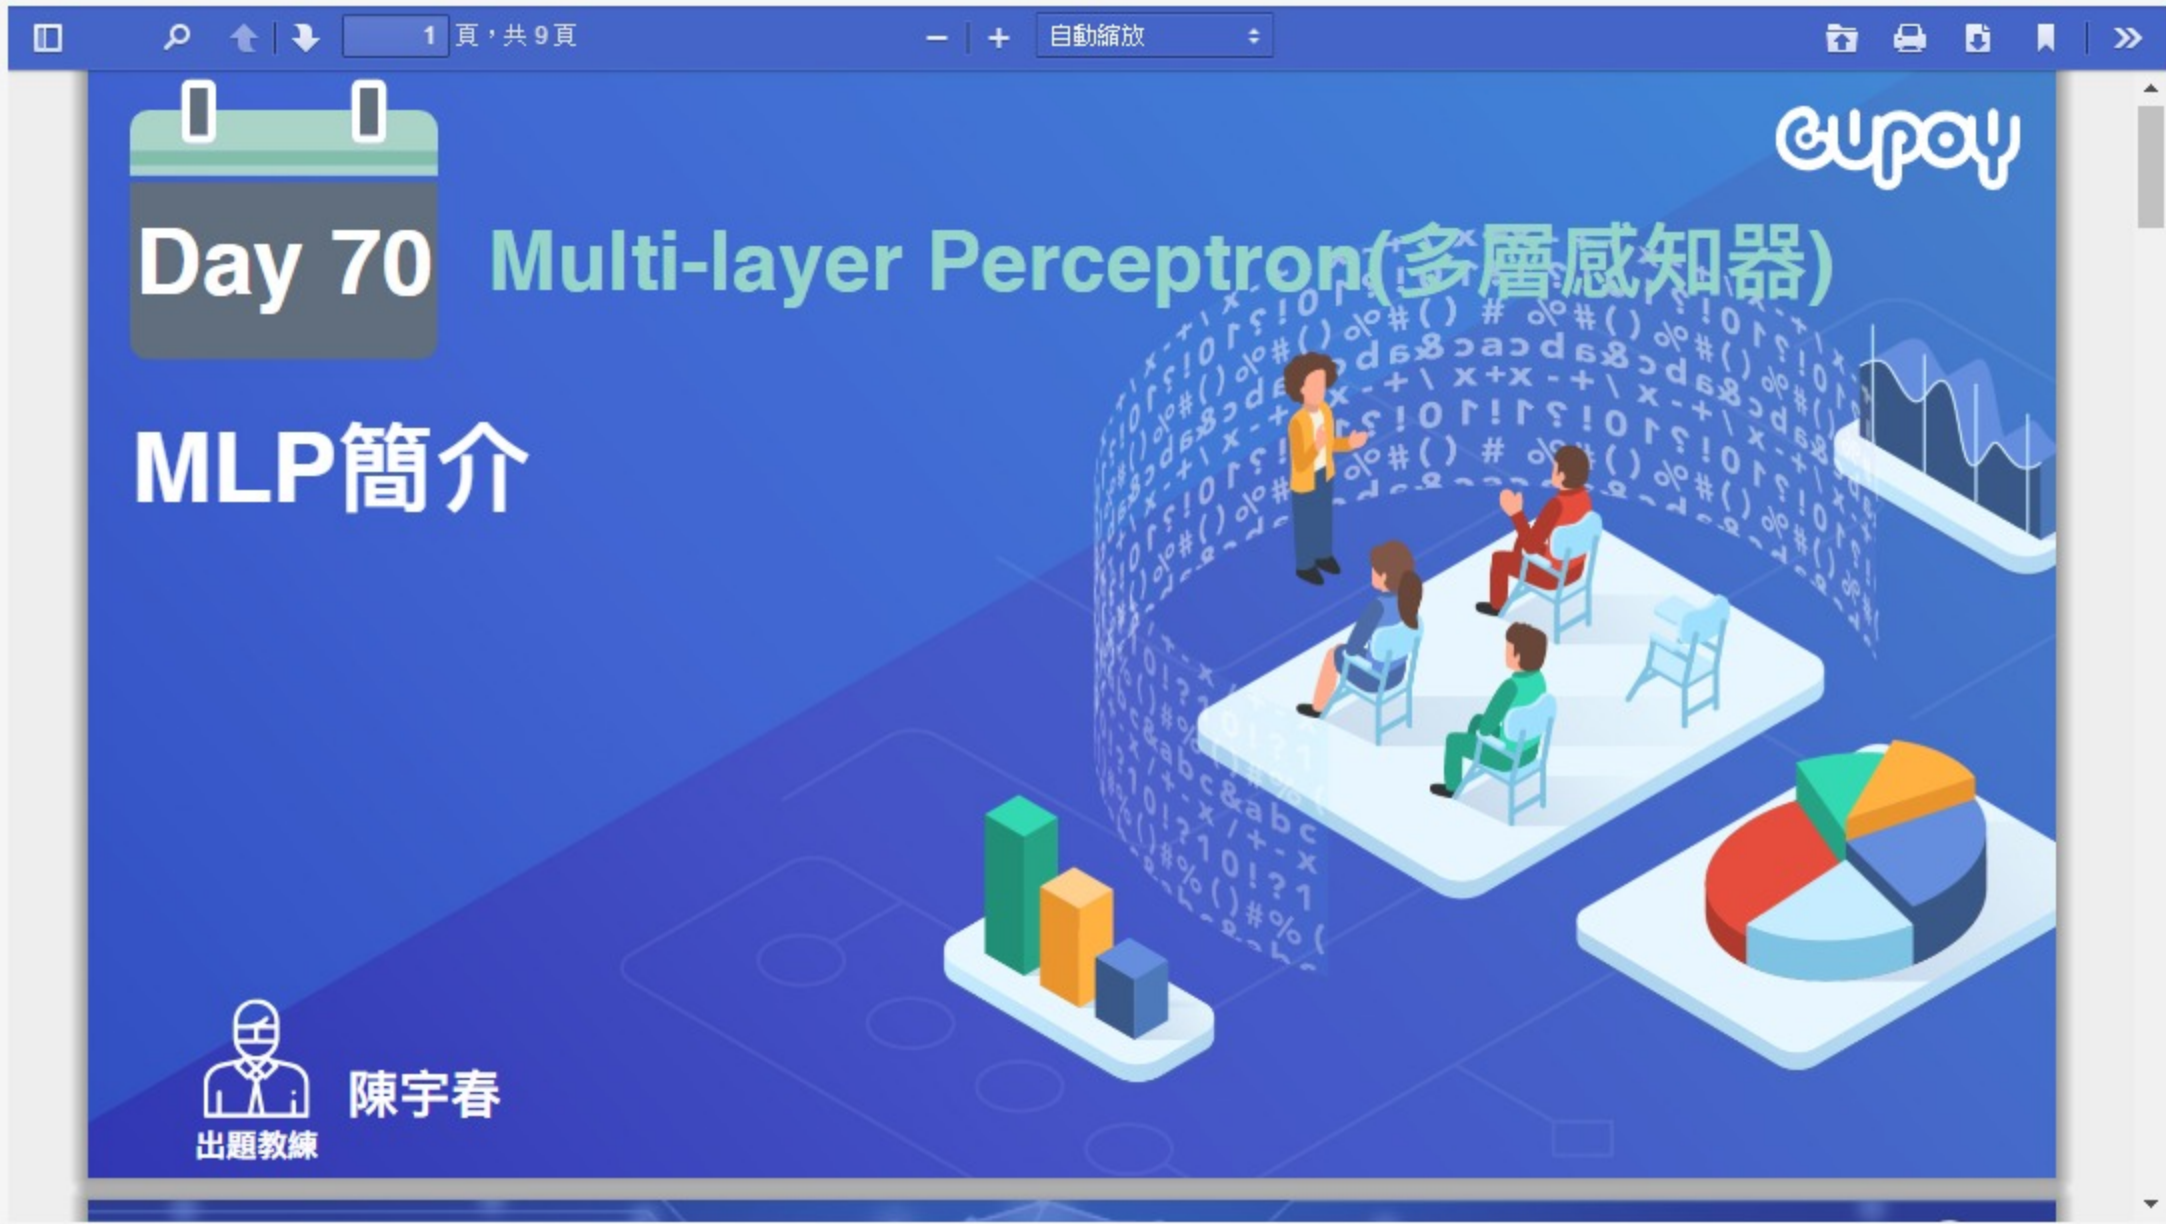 1 頁，共 9 頁
自動縮放
cupoy
Day 70
Multi-layer Perceptron(多層感知器)
MLP簡介
陳宇春
出題教練